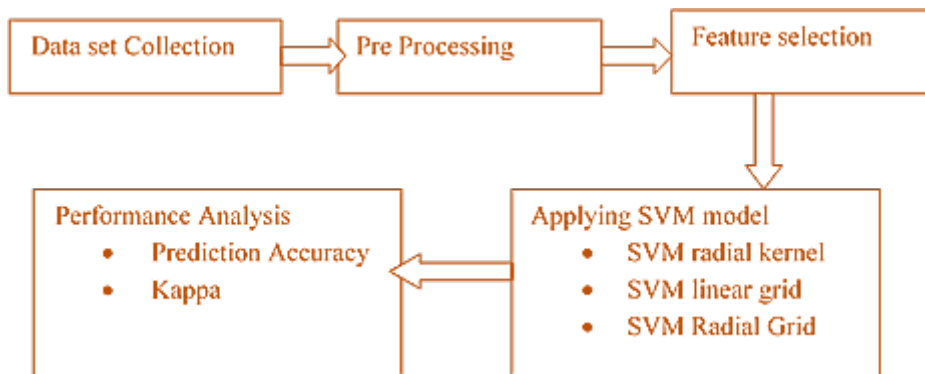 Data set Collection
Pre Processing
Feature selection
Applying SVM model
• SVM radial kernel
• SVM linear grid
• SVM Radial Grid
Performance Analysis
• Prediction Accuracy
• Kappa